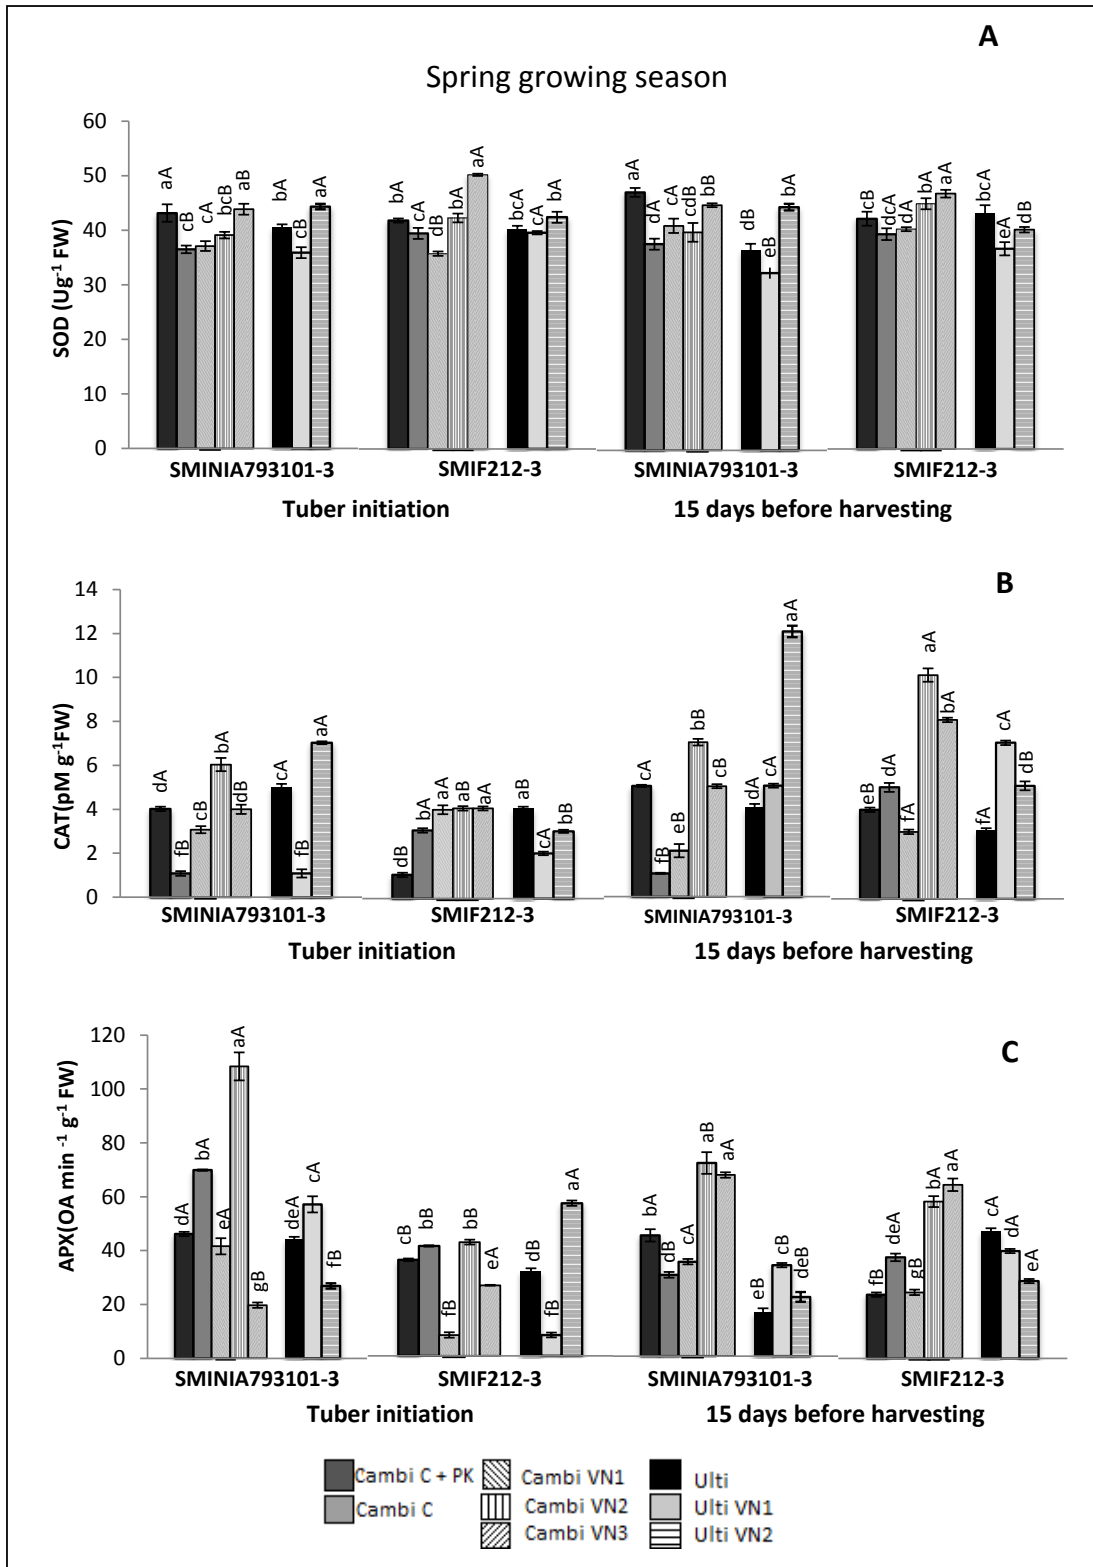 A
Spring growing season
SOD (Ug-1 FW)
60
50
40
30
20
10
0
aA cB cA bcB aB bA cB aA
bA cA dB bA aA bcA cA bA
aA dA cA cdB bB dB eB bA
cB dcA dA bA aA bcA eA dB
SMINIA793101-3 SMIF212-3 SMINIA793101-3 SMIF212-3
Tuber initiation 15 days before harvesting
B
CAT(pM g-1FW)
14
12
10
8
6
4
2
0
dA fB cB bA dB cA fB aA
dB bA aA aB aA aB cA bB
cA fB eB bB cB dA cA aA
eB dA fA aA bA fA cA dB
SMINIA793101-3 SMIF212-3 SMINIA793101-3 SMIF212-3
Tuber initiation 15 days before harvesting
C
APX(OA min -1 g-1 FW)
120
100
80
60
40
20
0
dA bA eA aA gB deA cA fB
cB bB fB bB eA dB fB aA
bA dB cA aB aA eB cB deB
fB deA gB bA aA cA dA eA
SMINIA793101-3 SMIF212-3 SMINIA793101-3 SMIF212-3
Tuber initiation 15 days before harvesting
Cambi C + PK Cambi VN1 Ulti
Cambi C Cambi VN2 Ulti VN1
Cambi VN3 Ulti VN2